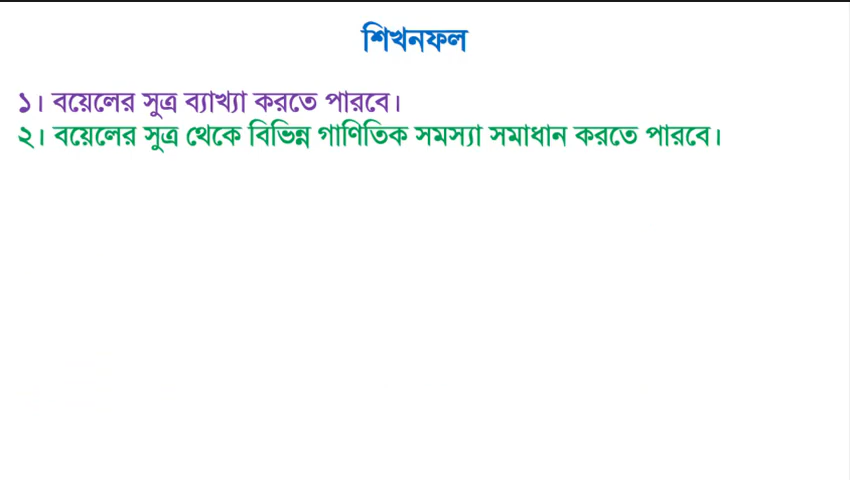 শিখনফল
১। বয়েলের সুত্র ব্যাখ্যা করতে পারবে।
২। বয়েলের সুত্র থেকে বিভিন্ন গাণিতিক সমস্যা সমাধান করতে পারবে।